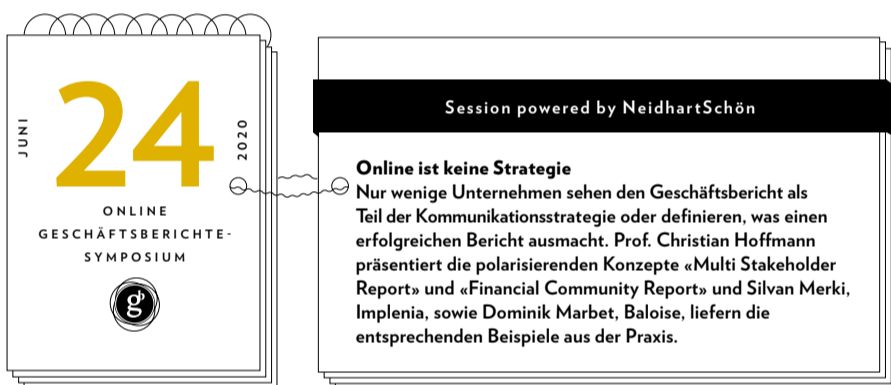 JUNI
24
2020
ONLINE
GESCHÄFTSBERICHTE-
SYMPOSIUM
g
Session powered by NeidhartSchön
Online ist keine Strategie
Nur wenige Unternehmen sehen den Geschäftsbericht als
Teil der Kommunikationsstrategie oder definieren, was einen
erfolgreichen Bericht ausmacht. Prof. Christian Hoffmann
präsentiert die polarisierenden Konzepte «Multi Stakeholder
Report» und «Financial Community Report» und Silvan Merki,
Implenia, sowie Dominik Marbet, Baloise, liefern die
entsprechenden Beispiele aus der Praxis.